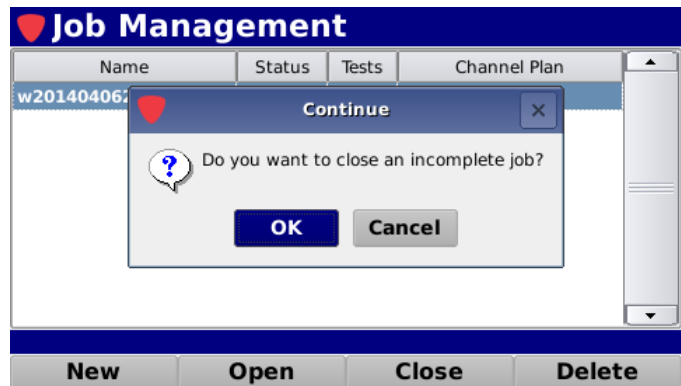 Job Management
Name Status Tests Channel Plan
w201404062
Continue
Do you want to close an incomplete job?
OK Cancel
New Open Close Delete